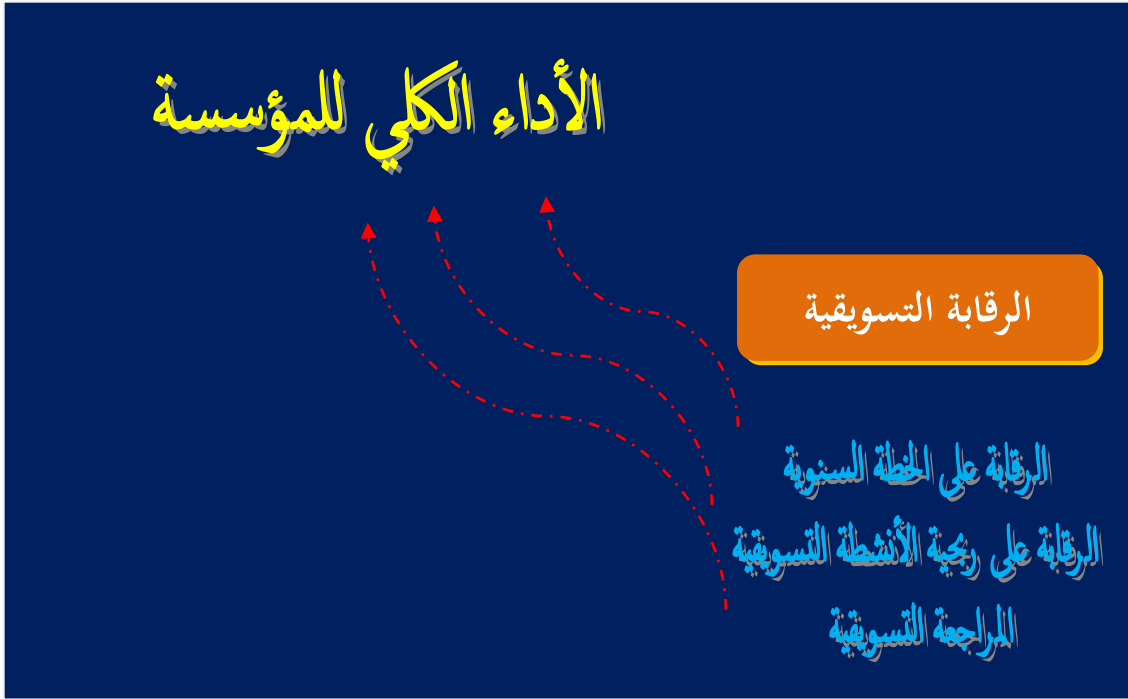 الأداء الكلي للمؤسسة
الرقابة التسويقية
الرقابة على الخطة السنوية
الرقابة على ربحية الأنشطة التسويقية
المراجعة التسويقية